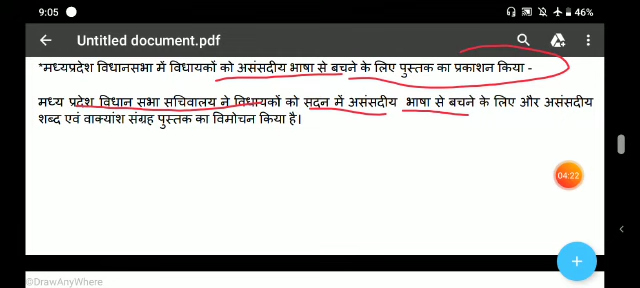 9:05
46%
Untitled document.pdf
*मध्यप्रदेश विधानसभा में विधायकों को असंसदीय भाषा से बचने के लिए पुस्तक का प्रकाशन किया -
मध्य प्रदेश विधान सभा सचिवालय ने विधायकों को सदन में असंसदीय भाषा से बचने के लिए और असंसदीय
शब्द एवं वाक्यांश संग्रह पुस्तक का विमोचन किया है।
04:22
@DrawAnyWhere